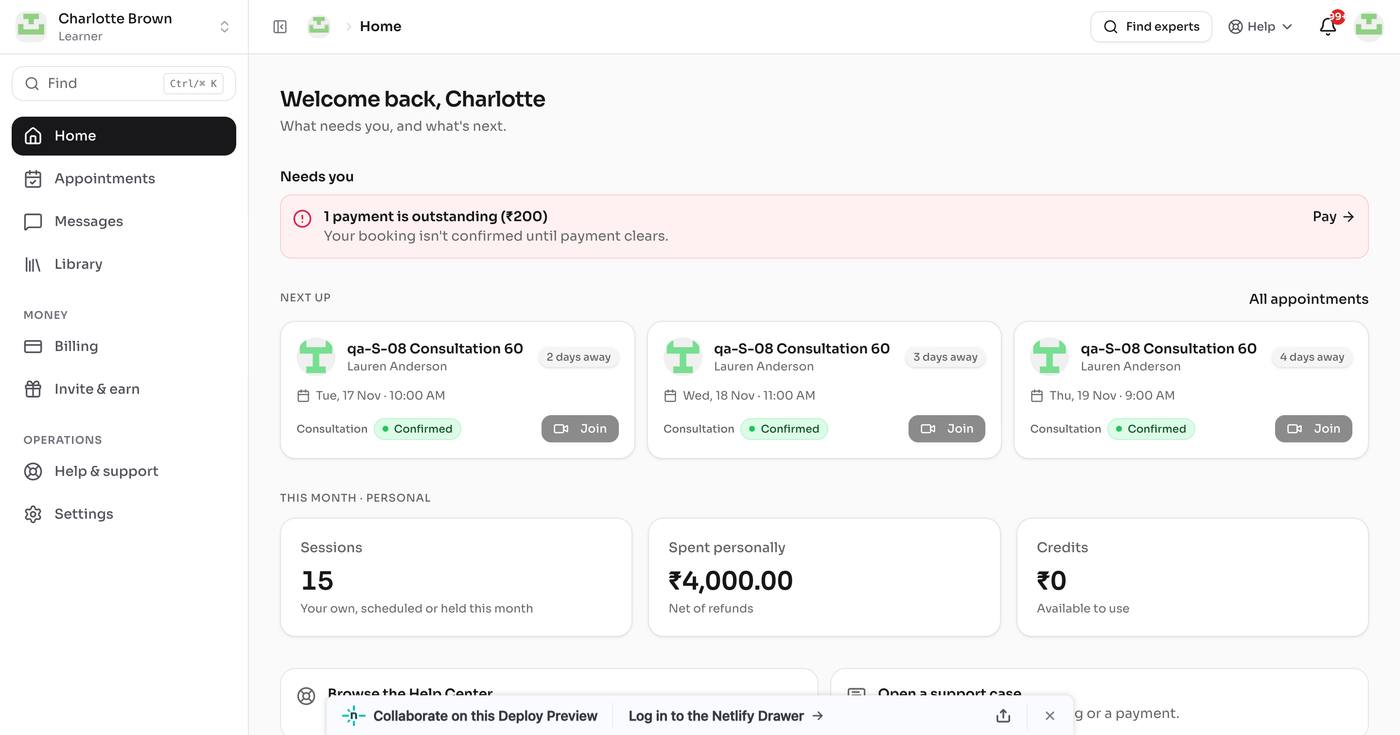 Charlotte Brown
Learner
Find
Ctrl/⌘ K
Home
Appointments
Messages
Library
MONEY
Billing
Invite & earn
OPERATIONS
Help & support
Settings
Home
Find experts
Help
99+
Welcome back, Charlotte
What needs you, and what's next.
Needs you
1 payment is outstanding (₹200)
Pay →
Your booking isn't confirmed until payment clears.
NEXT UP
All appointments
qa-S-08 Consultation 60
Lauren Anderson
2 days away
Tue, 17 Nov · 10:00 AM
Consultation
Confirmed
Join
qa-S-08 Consultation 60
Lauren Anderson
3 days away
Wed, 18 Nov · 11:00 AM
Consultation
Confirmed
Join
qa-S-08 Consultation 60
Lauren Anderson
4 days away
Thu, 19 Nov · 9:00 AM
Consultation
Confirmed
Join
THIS MONTH · PERSONAL
Sessions
15
Your own, scheduled or held this month
Spent personally
₹4,000.00
Net of refunds
Credits
₹0
Available to use
Browse the Help Center
Open a support case
g or a payment.
Collaborate on this Deploy Preview
Log in to the Netlify Drawer →